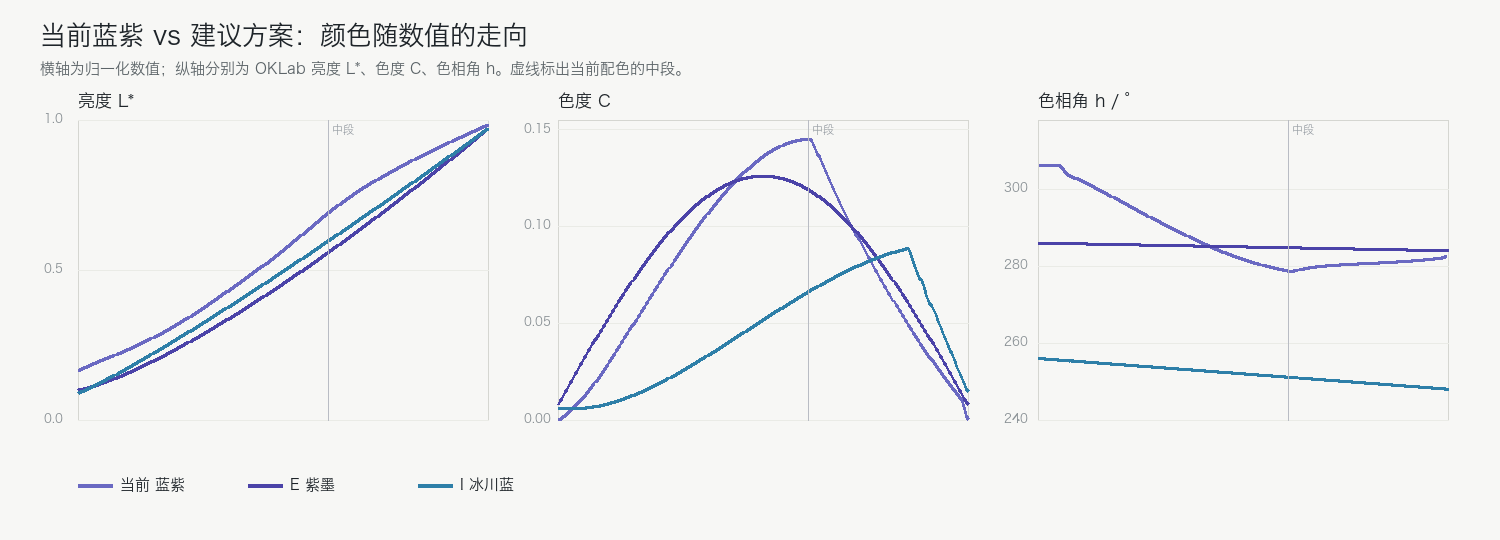 当前蓝紫 vs 建议方案：颜色随数值的走向
横轴为归一化数值；纵轴分别为 OKLab 亮度 L*、色度 C、色相角 h。虚线标出当前配色的中段。
亮度 L*
1.0
0.5
0.0
中段
色度 C
0.15
0.10
0.05
0.00
中段
色相角 h / °
300
280
260
240
中段
当前 蓝紫
E 紫墨
I 冰川蓝